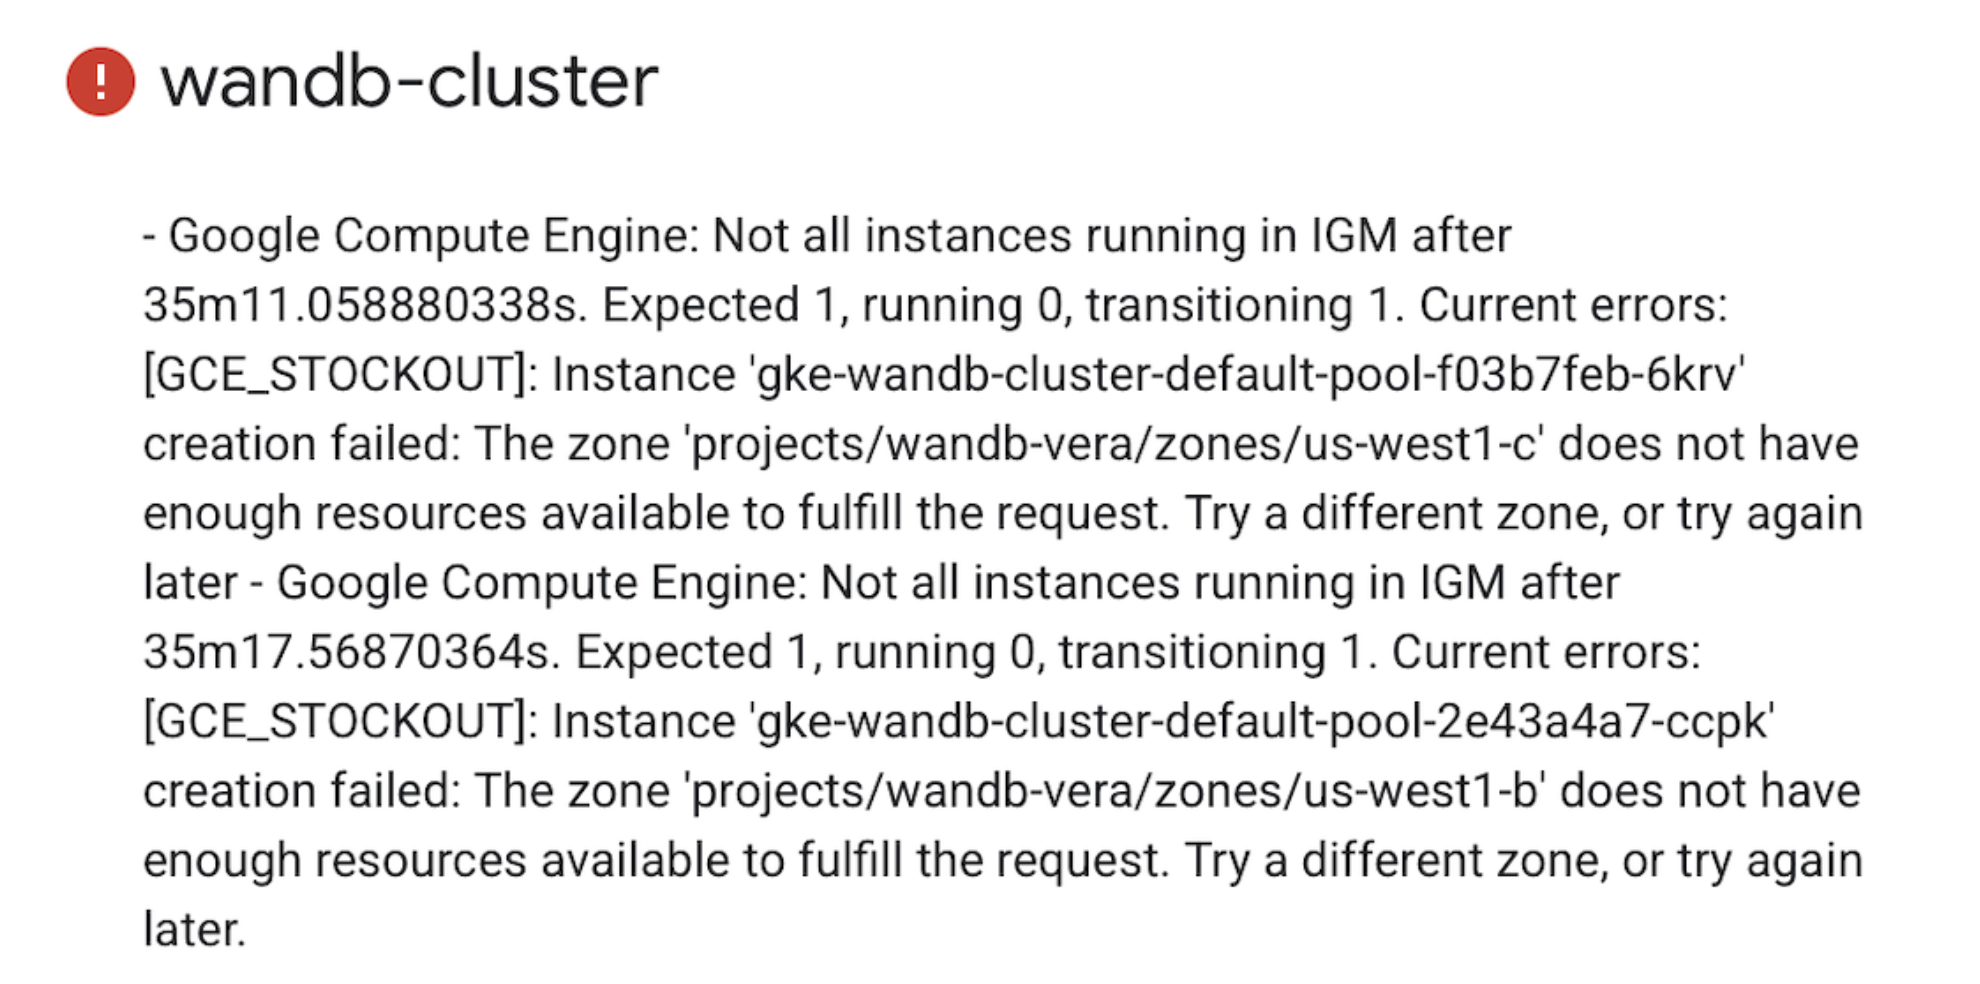 wandb-cluster
- Google Compute Engine: Not all instances running in IGM after
35m11.058880338s. Expected 1, running 0, transitioning 1. Current errors:
[GCE_STOCKOUT]: Instance 'gke-wandb-cluster-default-pool-f03b7feb-6krv'
creation failed: The zone 'projects/wandb-vera/zones/us-west1-c' does not have
enough resources available to fulfill the request. Try a different zone, or try again
later - Google Compute Engine: Not all instances running in IGM after
35m17.56870364s. Expected 1, running 0, transitioning 1. Current errors:
[GCE_STOCKOUT]: Instance 'gke-wandb-cluster-default-pool-2e43a4a7-ccpk'
creation failed: The zone 'projects/wandb-vera/zones/us-west1-b' does not have
enough resources available to fulfill the request. Try a different zone, or try again
later.